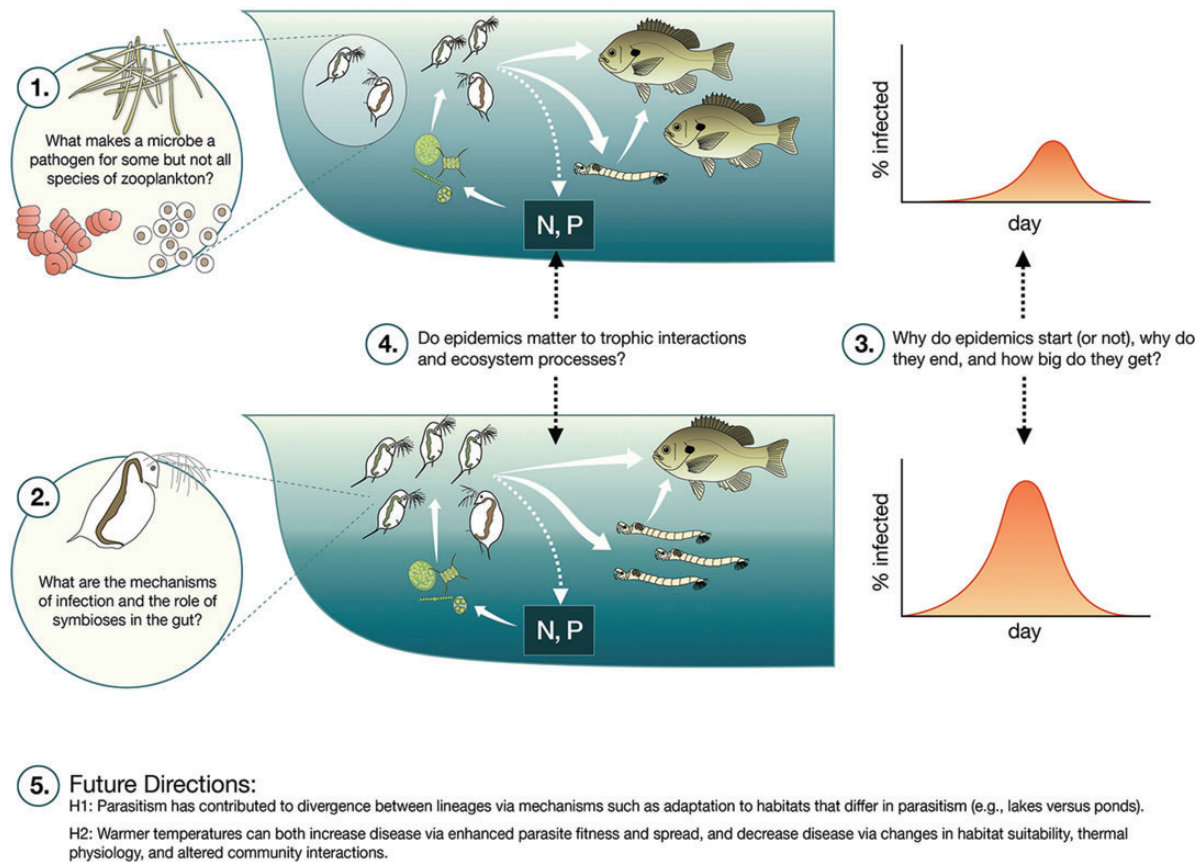 1.
What makes a microbe a
pathogen for some but not all
species of zooplankton?
N, P
% infected
day
4.
Do epidemics matter to trophic interactions
and ecosystem processes?
3.
Why do epidemics start (or not), why do
they end, and how big do they get?
2.
What are the mechanisms
of infection and the role of
symbioses in the gut?
N, P
% infected
day
5.
Future Directions:
H1: Parasitism has contributed to divergence between lineages via mechanisms such as adaptation to habitats that differ in parasitism (e.g., lakes versus ponds).
H2: Warmer temperatures can both increase disease via enhanced parasite fitness and spread, and decrease disease via changes in habitat suitability, thermal
physiology, and altered community interactions.